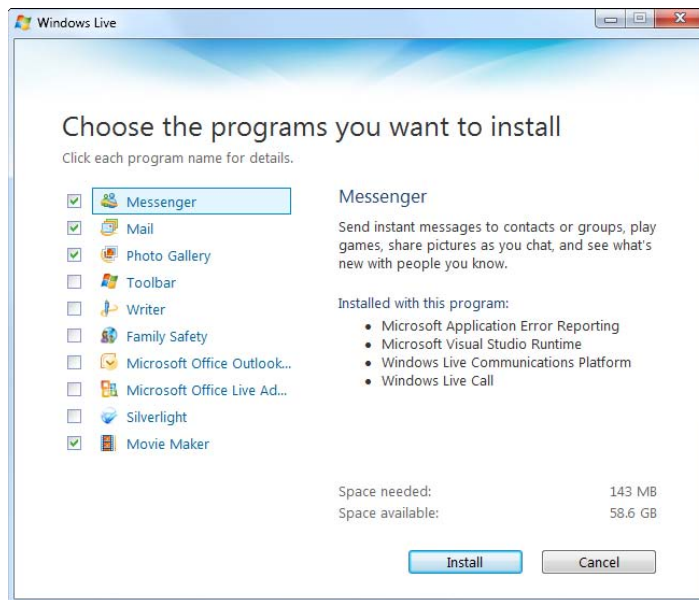 Windows Live
Choose the programs you want to install
Click each program name for details.
Messenger
Mail
Photo Gallery
Toolbar
Writer
Family Safety
Microsoft Office Outlook...
Microsoft Office Live Ad...
Silverlight
Movie Maker
Messenger
Send instant messages to contacts or groups, play
games, share pictures as you chat, and see what's
new with people you know.
Installed with this program:
• Microsoft Application Error Reporting
• Microsoft Visual Studio Runtime
• Windows Live Communications Platform
• Windows Live Call
Space needed: 143 MB
Space available: 58.6 GB
Install Cancel